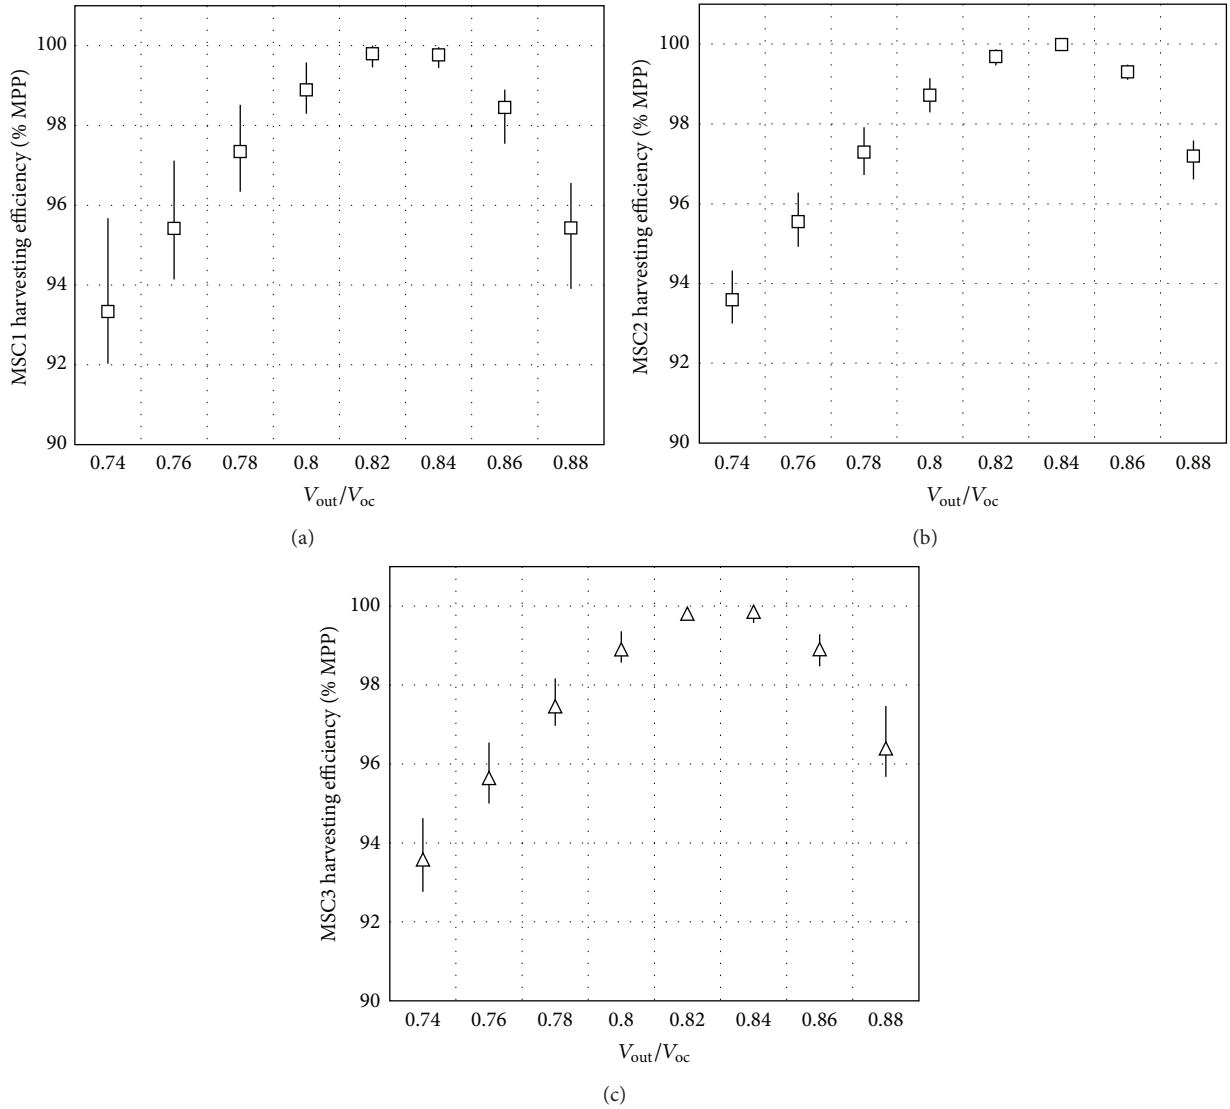 MSC1 harvesting efficiency (% MPP)
100
98
96
94
92
90
0.74 0.76 0.78 0.8 0.82 0.84 0.86 0.88
Vout/Voc
(a)
MSC2 harvesting efficiency (% MPP)
100
98
96
94
92
90
0.74 0.76 0.78 0.8 0.82 0.84 0.86 0.88
Vout/Voc
(b)
MSC3 harvesting efficiency (% MPP)
100
98
96
94
92
90
0.74 0.76 0.78 0.8 0.82 0.84 0.86 0.88
Vout/Voc
(c)